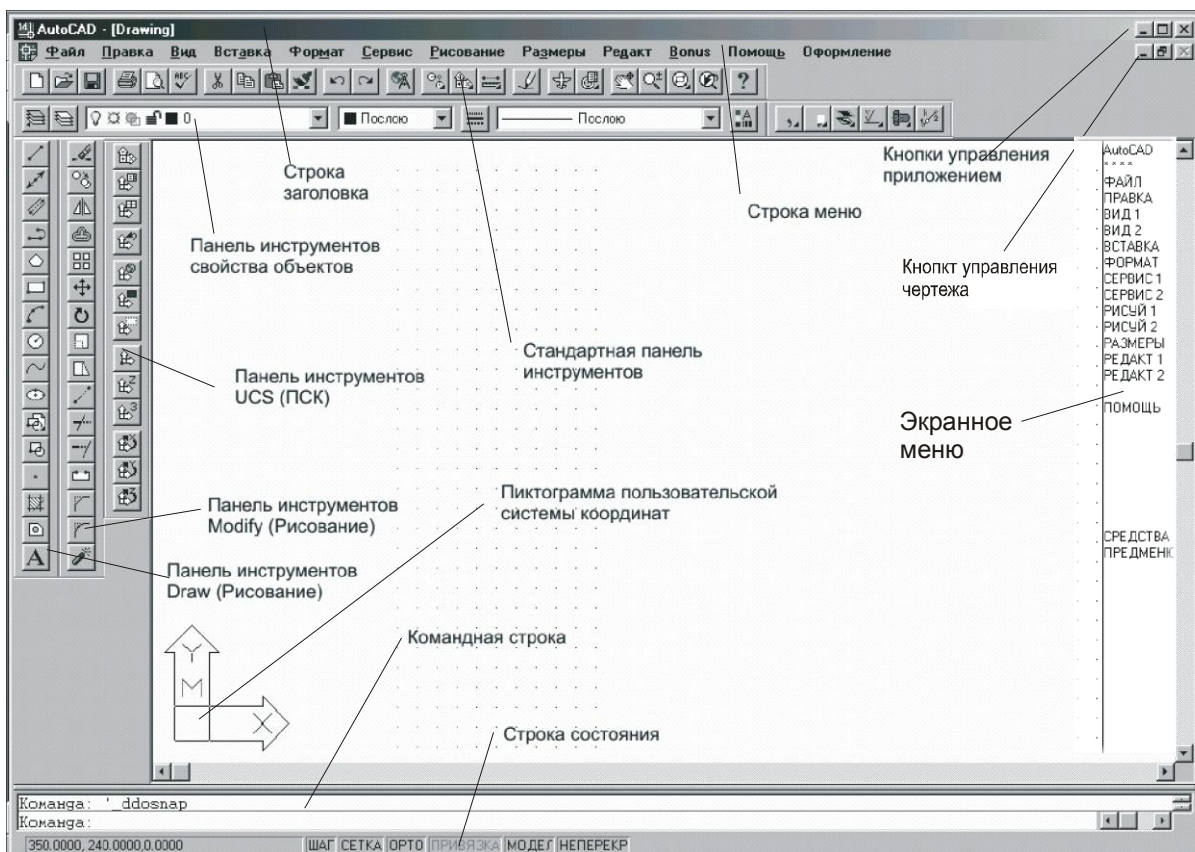 AutoCAD - [Drawing]
Файл Правка Вид Вставка Формат Сервис Рисование Размеры Редакт Bonus Помощь Оформление
0 Послою Послою
Строка
заголовка
Кнопки управления
приложением
Строка меню
Панель инструментов
свойства объектов
Кнопкт управления
чертежа
Стандартная панель
инструментов
Панель инструментов
UCS (ПСК)
Экранное
меню
Пиктограмма пользовательской
системы координат
Панель инструментов
Modify (Рисование)
Панель инструментов
Draw (Рисование)
Командная строка
Строка состояния
AutoCAD
* * * *
ФАЙЛ
ПРАВКА
ВИД 1
ВИД 2
ВСТАВКА
ФОРМАТ
СЕРВИС 1
СЕРВИС 2
РИСУЙ 1
РИСУЙ 2
РАЗМЕРЫ
РЕДАКТ 1
РЕДАКТ 2
ПОМОЩЬ
СРЕДСТВА
ПРЕДМЕНЮ
Y
M
X
Команда: '_ddosnap
Команда:
350.0000, 240.0000,0.0000 ШАГ СЕТКА ОРТО ПРИВЯЗКА МОДЕЛ НЕПЕРЕКР